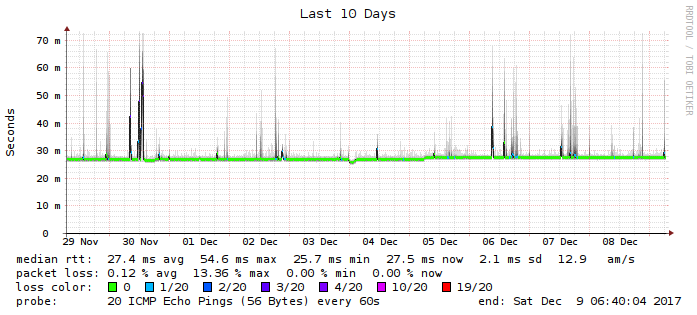 Last 10 Days
RRDTOOL / TOBI OETIKER
Seconds
70 m
60 m
50 m
40 m
30 m
20 m
10 m
0
29 Nov 30 Nov 01 Dec 02 Dec 03 Dec 04 Dec 05 Dec 06 Dec 07 Dec 08 Dec
median rtt: 27.4 ms avg 54.6 ms max 25.7 ms min 27.5 ms now 2.1 ms sd 12.9 am/s
packet loss: 0.12 % avg 13.36 % max 0.00 % min 0.00 % now
loss color: 0 1/20 2/20 3/20 4/20 10/20 19/20
probe: 20 ICMP Echo Pings (56 Bytes) every 60s end: Sat Dec 9 06:40:04 2017